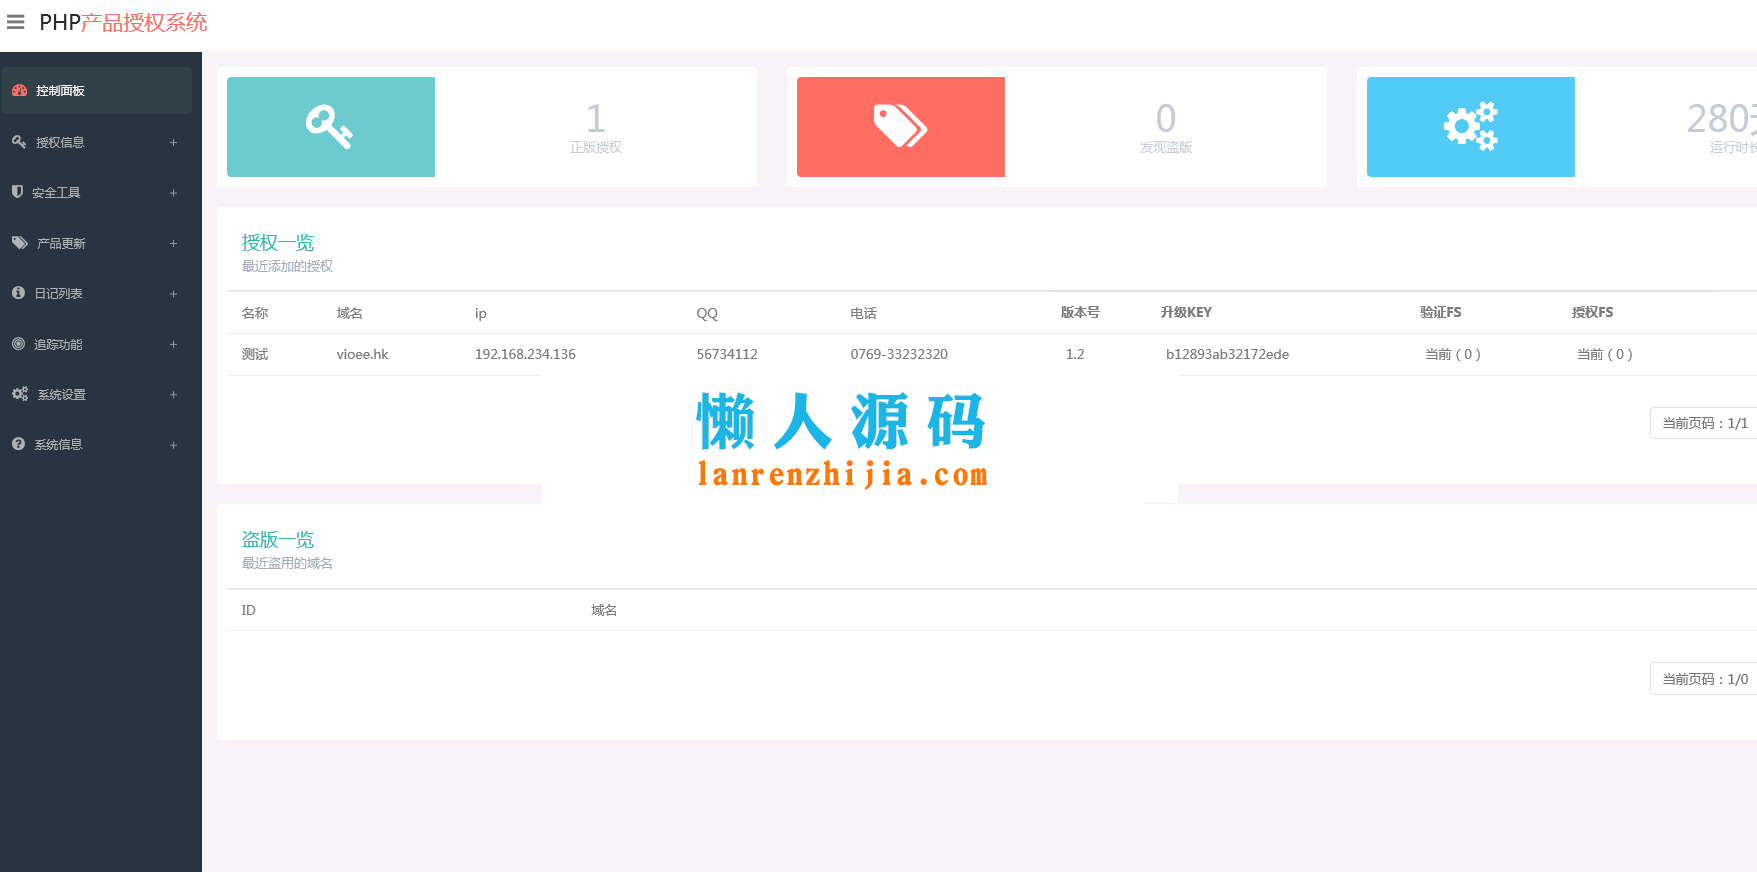 PHP产品授权系统
控制面板
授权信息 +
安全工具 +
产品更新 +
日记列表 +
追踪功能 +
系统设置 +
系统信息 +
1
正版授权
0
发现盗版
280天
运行时长
授权一览
最近添加的授权
名称 域名 ip QQ 电话 版本号 升级KEY 验证FS 授权FS
测试 vioee.hk 192.168.234.136 56734112 0769-33232320 1.2 b12893ab32172ede 当前 ( 0 ) 当前 ( 0 )
当前页码：1/1
懒人源码
lanrenzhijia.com
盗版一览
最近盗用的域名
ID 域名
当前页码：1/0